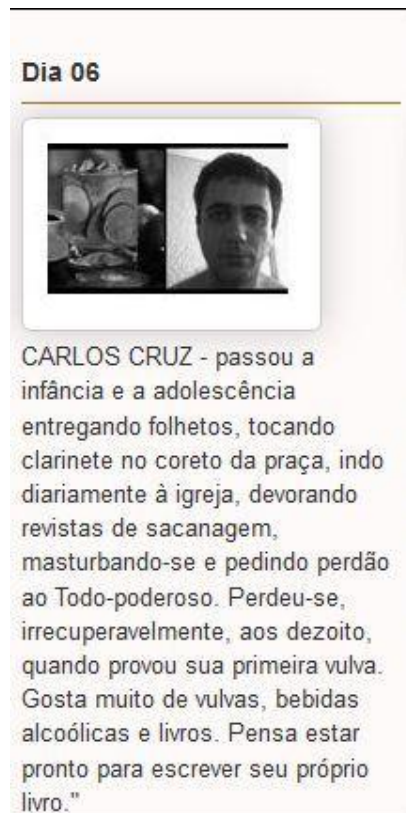 Dia 06
CARLOS CRUZ - passou a
infância e a adolescência
entregando folhetos, tocando
clarinete no coreto da praça, indo
diariamente à igreja, devorando
revistas de sacanagem,
masturbando-se e pedindo perdão
ao Todo-poderoso. Perdeu-se,
irrecuperavelmente, aos dezoito,
quando provou sua primeira vulva.
Gosta muito de vulvas, bebidas
alcoólicas e livros. Pensa estar
pronto para escrever seu próprio
livro."